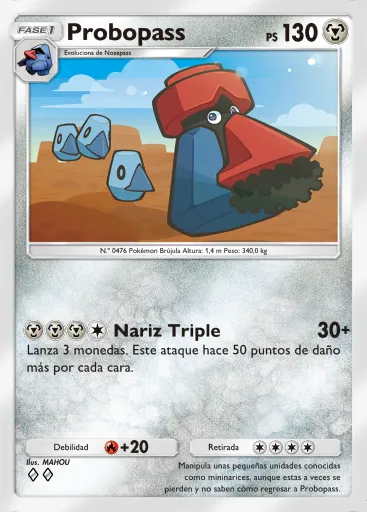 FASE 1
Probopass
PS 130
Evoluciona de Nosepass
N.º 0476 Pokémon Brújula Altura: 1,4 m Peso: 340,0 kg
Nariz Triple 30+
Lanza 3 monedas. Este ataque hace 50 puntos de daño
más por cada cara.
Debilidad +20 Retirada
Ilus. MAHOU
Manipula unas pequeñas unidades conocidas
como mininarices, aunque estas a veces se
pierden y no saben cómo regresar a Probopass.